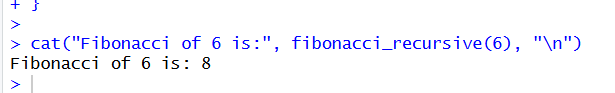 + }
>
> cat("Fibonacci of 6 is:", fibonacci_recursive(6), "\n")
Fibonacci of 6 is: 8
>